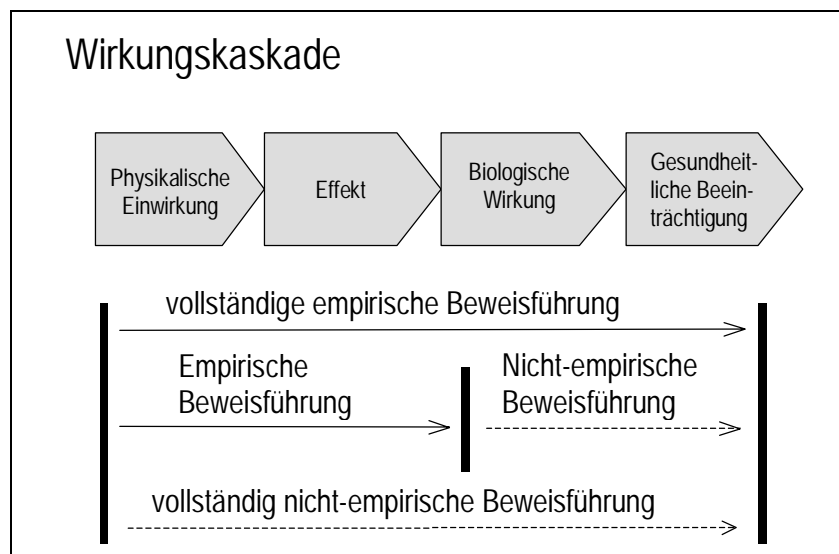 Wirkungskaskade
Physikalische
Einwirkung
Effekt
Biologische
Wirkung
Gesundheit-
liche Beein-
trächtigung
vollständige empirische Beweisführung
Empirische
Beweisführung
Nicht-empirische
Beweisführung
vollständig nicht-empirische Beweisführung